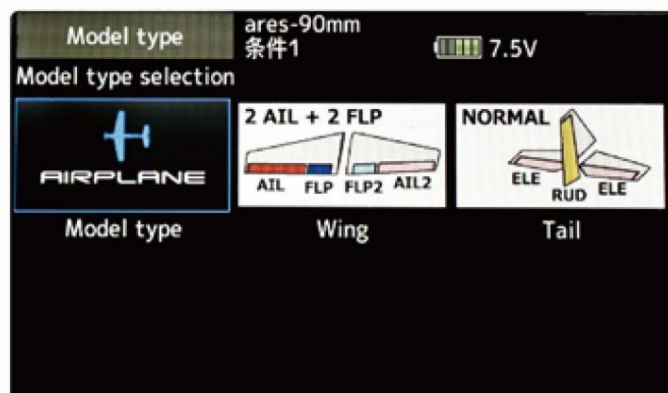 Model type
ares-90mm
条件1
7.5V
Model type selection
AIRPLANE
2 AIL + 2 FLP
AIL FLP FLP2 AIL2
NORMAL
ELE RUD ELE
Model type
Wing
Tail